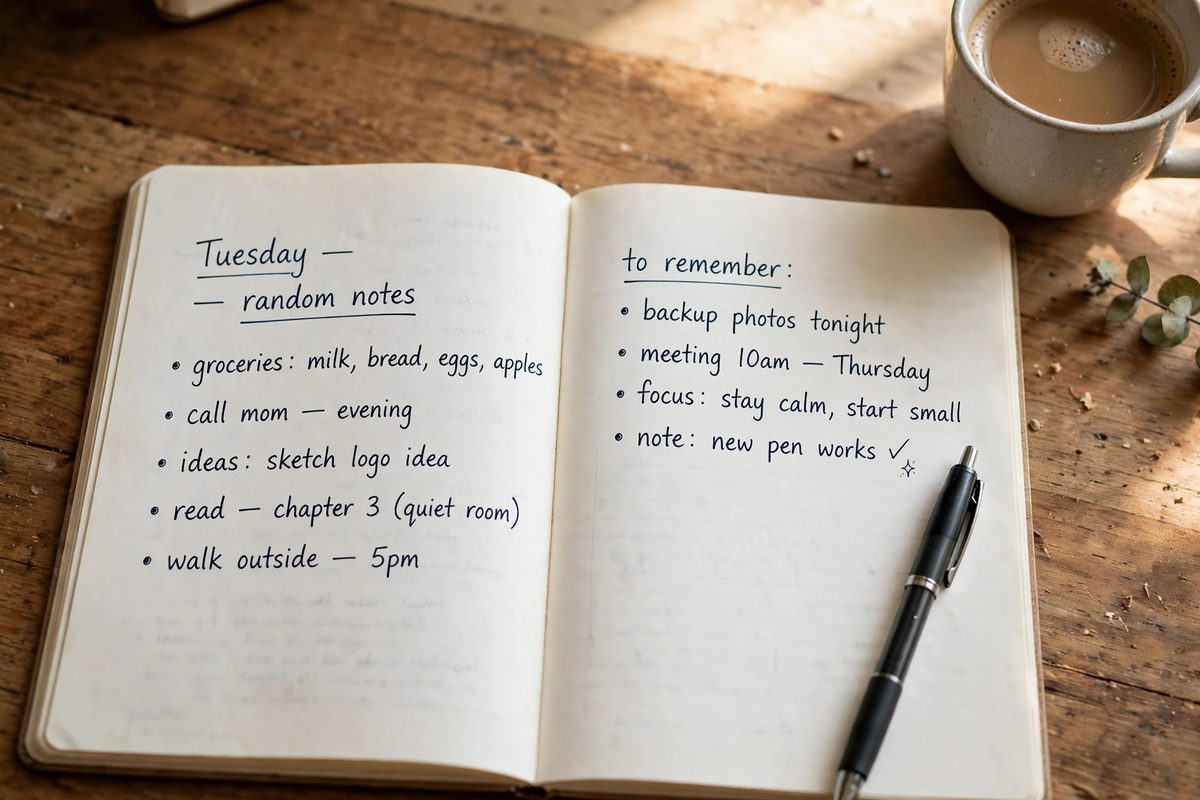 Tuesday —
— random notes
• groceries: milk, bread, eggs, apples
• call mom — evening
• ideas: sketch logo idea
• read — chapter 3 (quiet room)
• walk outside — 5pm
to remember:
• backup photos tonight
• meeting 10am — Thursday
• focus: stay calm, start small
• note: new pen works ✓